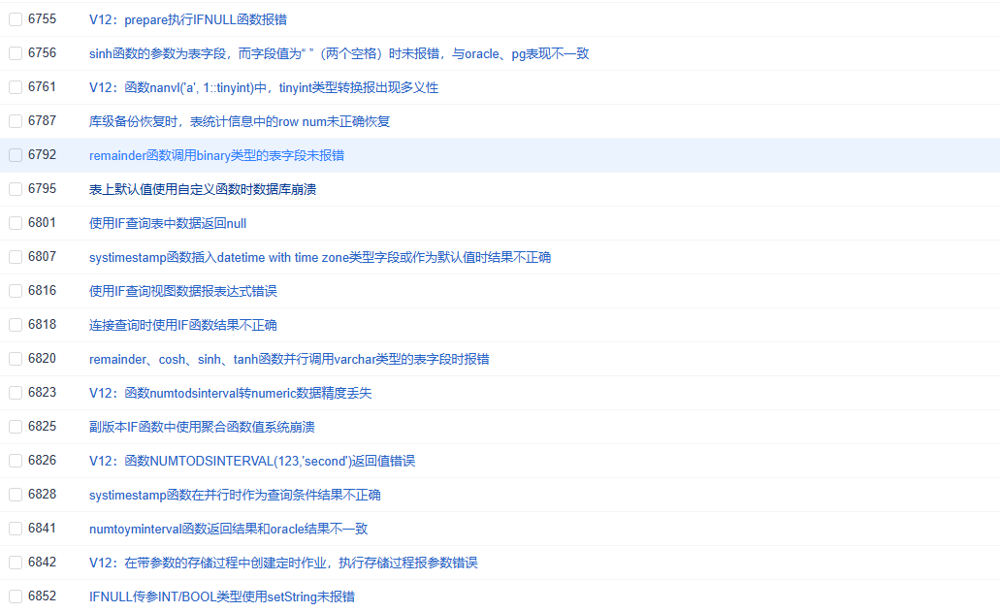 6755 V12：prepare执行IFNULL函数报错
6756 sinh函数的参数为表字段，而字段值为“ ”（两个空格）时未报错，与oracle、pg表现不一致
6761 V12：函数nanvl('a', 1::tinyint)中，tinyint类型转换报出现多义性
6787 库级备份恢复时，表统计信息中的row num未正确恢复
6792 remainder函数调用binary类型的表字段未报错
6795 表上默认值使用自定义函数时数据库崩溃
6801 使用IF查询表中数据返回null
6807 systimestamp函数插入datetime with time zone类型字段或作为默认值时结果不正确
6816 使用IF查询视图数据报表达式错误
6818 连接查询时使用IF函数结果不正确
6820 remainder、cosh、sinh、tanh函数并行调用varchar类型的表字段时报错
6823 V12：函数numtodsinterval转numeric数据精度丢失
6825 副版本IF函数中使用聚合函数值系统崩溃
6826 V12：函数NUMTODSINTERVAL(123,'second')返回值错误
6828 systimestamp函数在并行时作为查询条件结果不正确
6841 numtoyminterval函数返回结果和oracle结果不一致
6842 V12：在带参数的存储过程中创建定时作业，执行存储过程报参数错误
6852 IFNULL传参INT/BOOL类型使用setString未报错